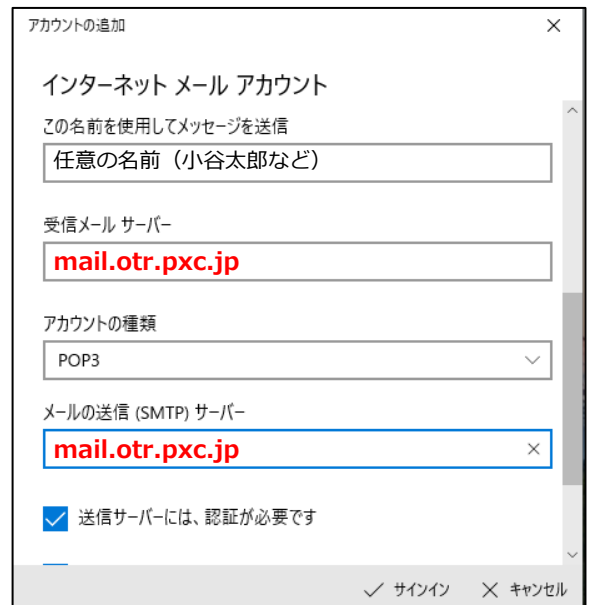 アカウントの追加
インターネット メール アカウント
この名前を使用してメッセージを送信
任意の名前（小谷太郎など）
受信メール サーバー
mail.otr.pxc.jp
アカウントの種類
POP3
メールの送信 (SMTP) サーバー
mail.otr.pxc.jp
送信サーバーには、認証が必要です
サインイン キャンセル